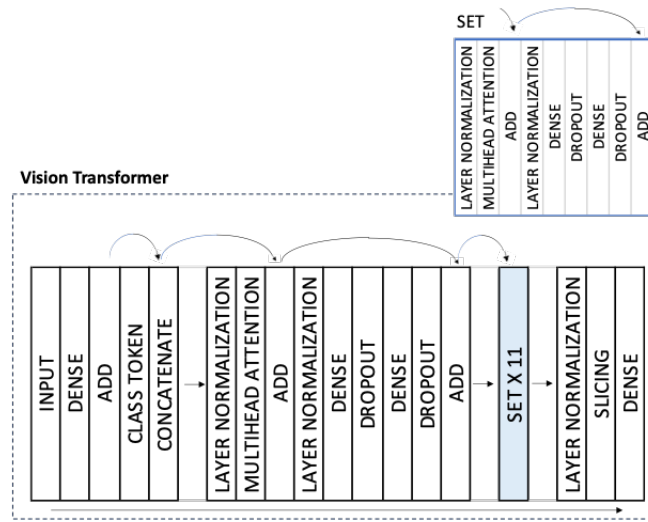 SET
LAYER NORMALIZATION
MULTIHEAD ATTENTION
ADD
LAYER NORMALIZATION
DENSE
DROPOUT
DENSE
DROPOUT
ADD
Vision Transformer
INPUT
DENSE
ADD
CLASS TOKEN
CONCATENATE
LAYER NORMALIZATION
MULTIHEAD ATTENTION
ADD
LAYER NORMALIZATION
DENSE
DROPOUT
DENSE
DROPOUT
ADD
SET X 11
LAYER NORMALIZATION
SLICING
DENSE